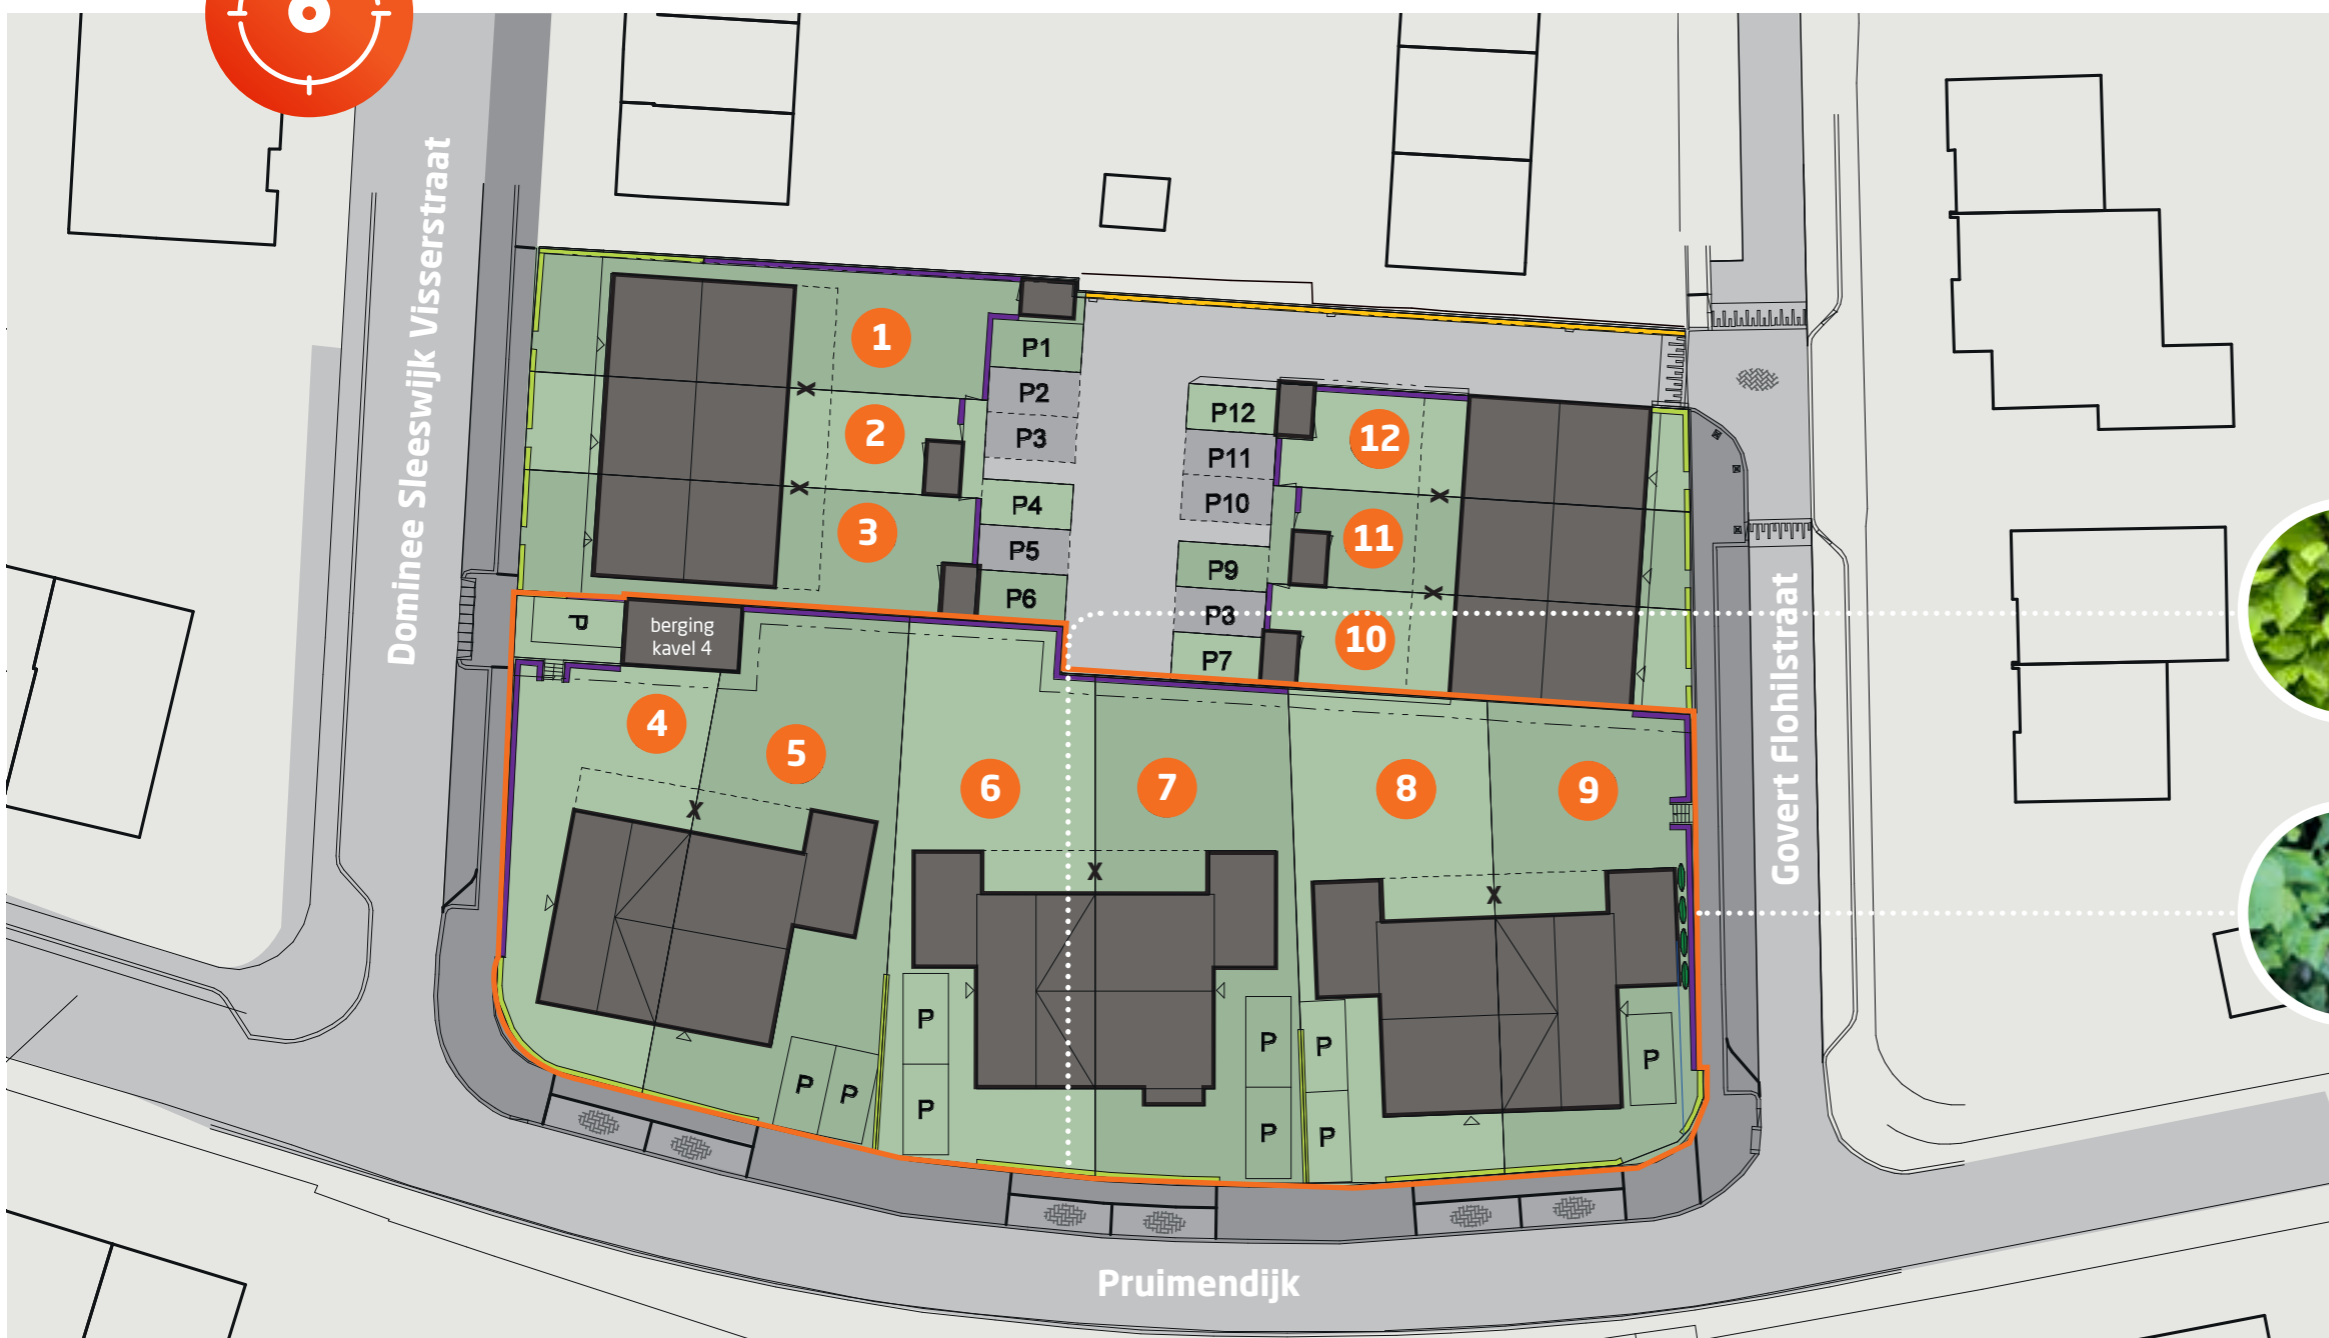 Dominee Sleeswijk Visserstraat
1
P1
P2
P3
2
P4
3
P5
P6
P12
12
P11
P10
11
P9
P3
10
P7
P
berging
kavel 4
4
5
6
7
8
9
Govert Flohilstraat
P
P
P
P
P
P
P
P
P
Pruimendijk
X
X
X
X
X
X
X